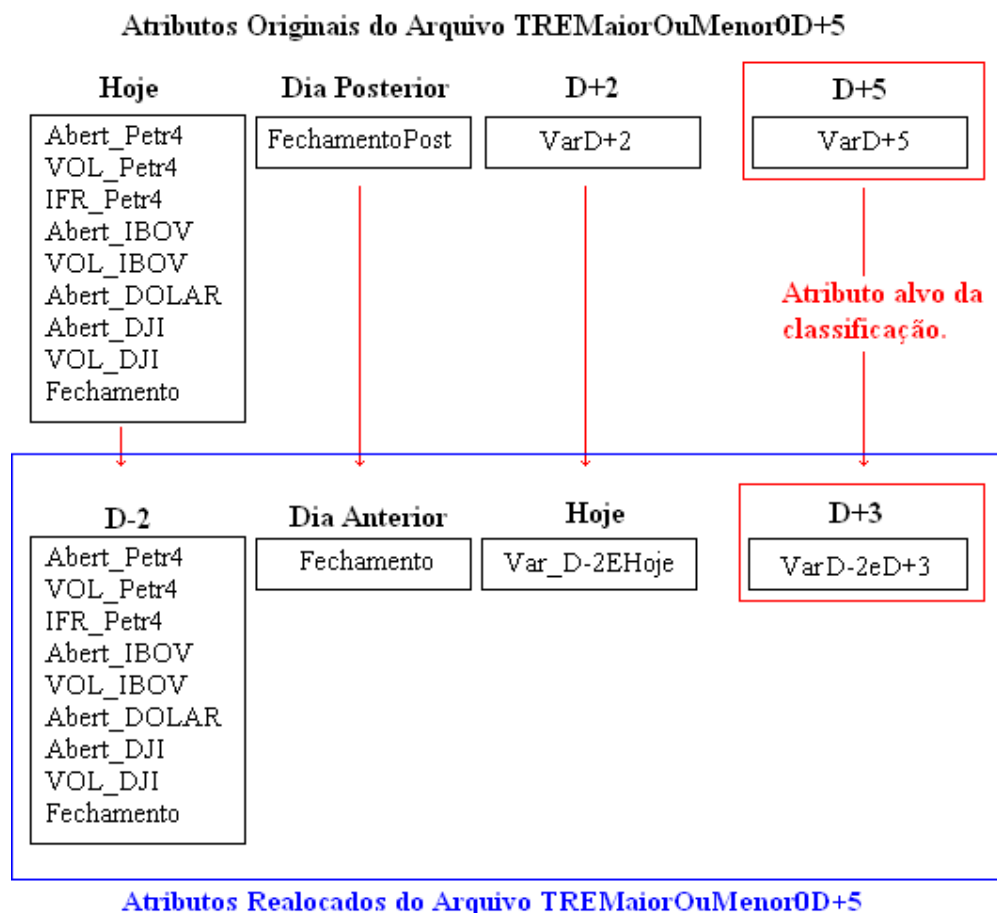 Atributos Originais do Arquivo TREMaiorOuMenor0D+5
Hoje
Abert_Petr4
VOL_Petr4
IFR_Petr4
Abert_IBOV
VOL_IBOV
Abert_DOLAR
Abert_DJI
VOL_DJI
Fechamento
Dia Posterior
FechamentoPost
D+2
VarD+2
D+5
VarD+5
Atributo alvo da
classificação.
D-2
Abert_Petr4
VOL_Petr4
IFR_Petr4
Abert_IBOV
VOL_IBOV
Abert_DOLAR
Abert_DJI
VOL_DJI
Fechamento
Dia Anterior
Fechamento
Hoje
Var_D-2EHoje
D+3
VarD-2eD+3
Atributos Realocados do Arquivo TREMaiorOuMenor0D+5